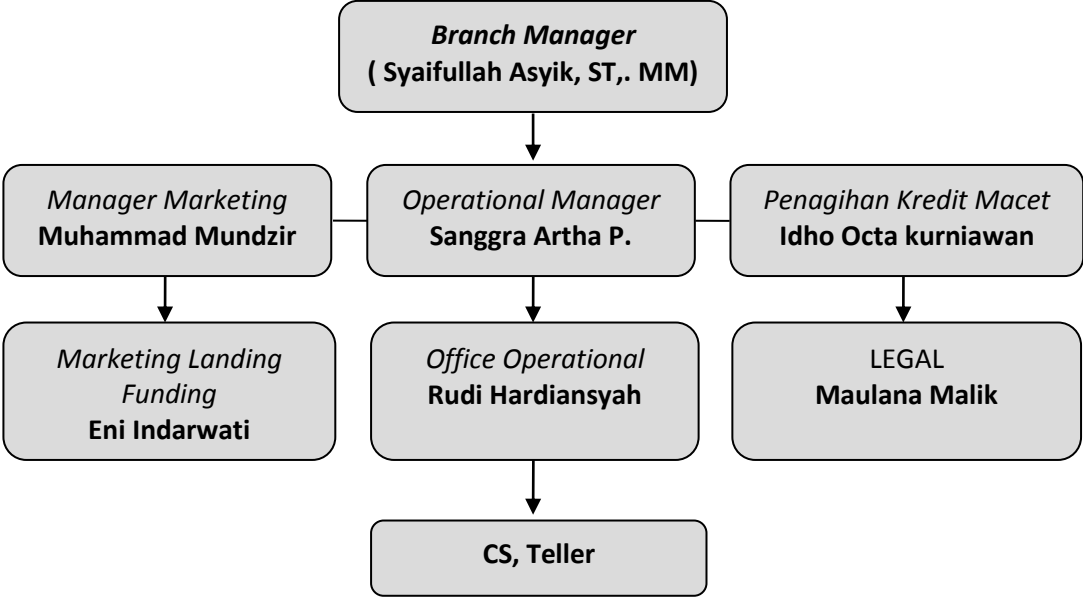 Branch Manager
( Syaifullah Asyik, ST,. MM)
Manager Marketing
Muhammad Mundzir
Operational Manager
Sanggra Artha P.
Penagihan Kredit Macet
Idho Octa kurniawan
Marketing Landing
Funding
Eni Indarwati
Office Operational
Rudi Hardiansyah
LEGAL
Maulana Malik
CS, Teller